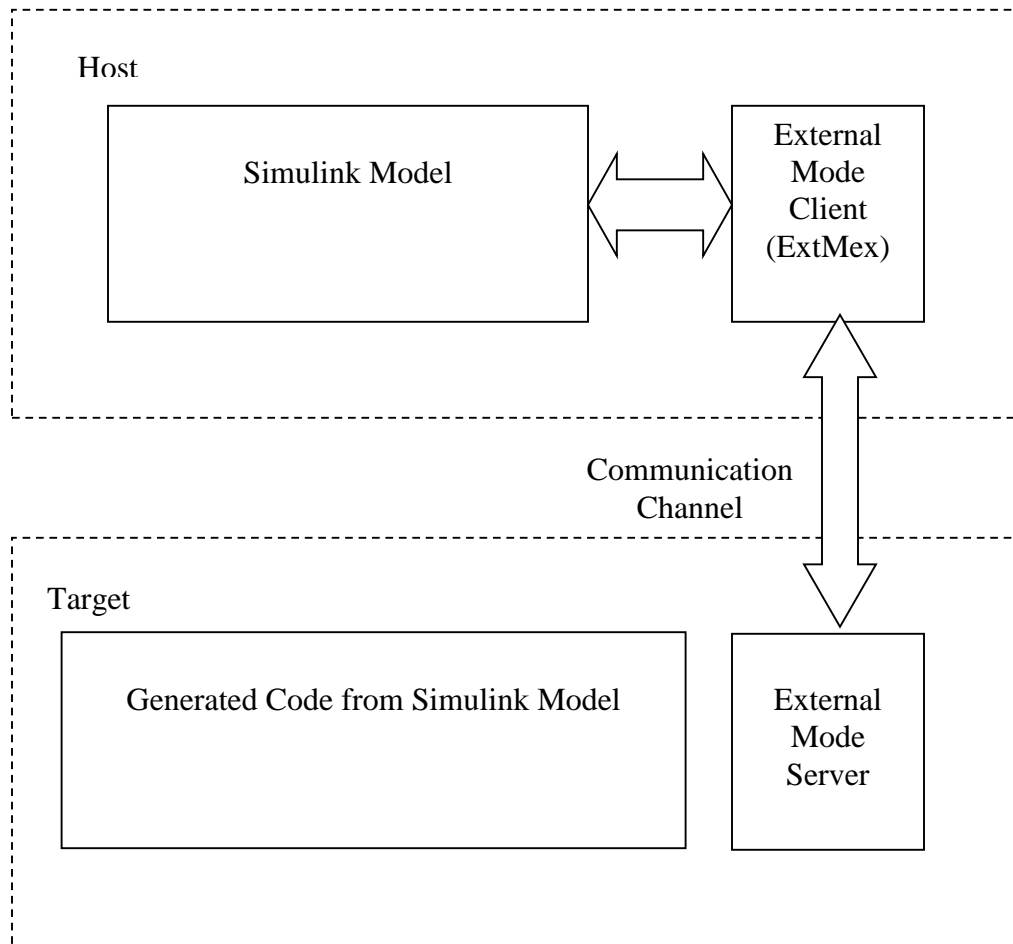 Host
Simulink Model
External
Mode
Client
(ExtMex)
Communication
Channel
Target
Generated Code from Simulink Model
External
Mode
Server